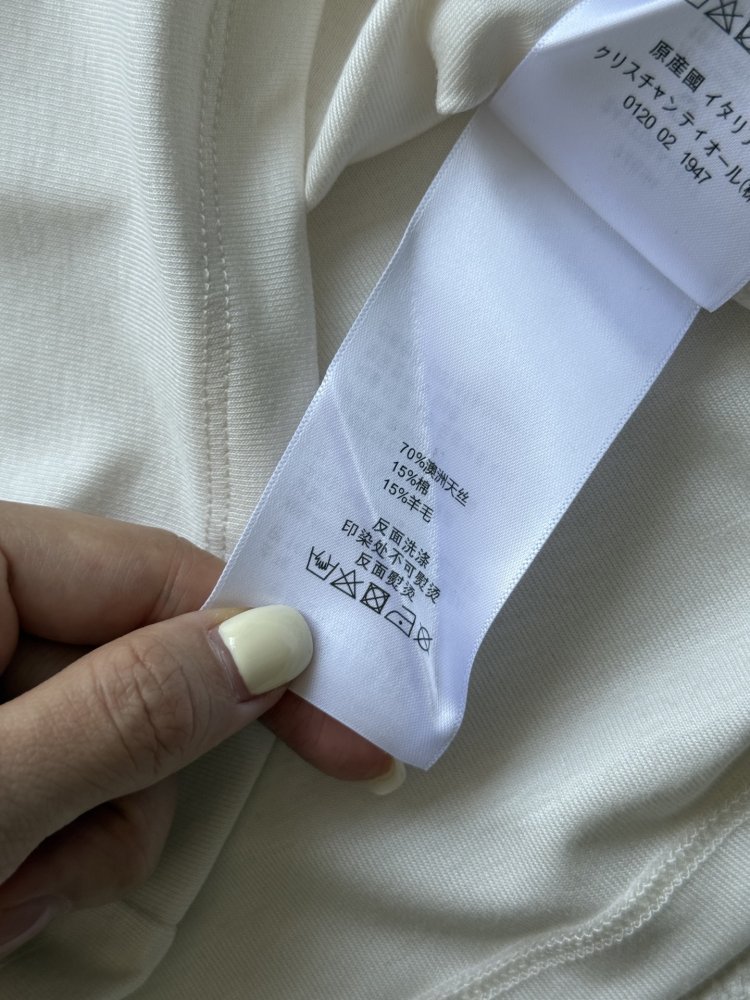 原産國 イタリア
クリスチャンディオール(株
0120 02 1947
70%澳洲天丝
15%棉
15%羊毛
反面洗涤
印染处不可熨烫
反面熨烫